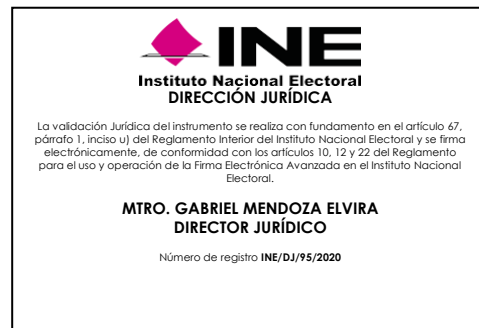 INE
Instituto Nacional Electoral
DIRECCIÓN JURÍDICA
La validación Jurídica del instrumento se realiza con fundamento en el artículo 67,
párrafo 1, inciso u) del Reglamento Interior del Instituto Nacional Electoral y se firma
electrónicamente, de conformidad con los artículos 10, 12 y 22 del Reglamento
para el uso y operación de la Firma Electrónica Avanzada en el Instituto Nacional
Electoral.
MTRO. GABRIEL MENDOZA ELVIRA
DIRECTOR JURÍDICO
Número de registro INE/DJ/95/2020